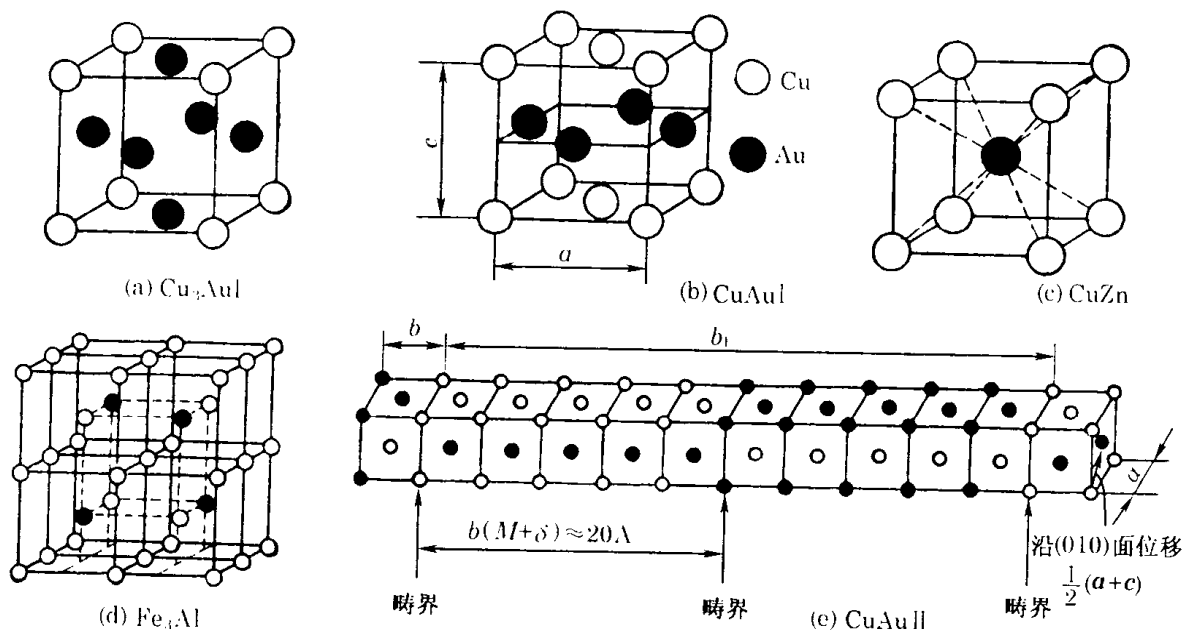 c
a
Cu
Au
(a) Cu₃AuI
(b) CuAuI
(c) CuZn
b
b₁
a
b(M+δ)≈20A
沿(010)面位移
½(a+c)
畴界
畴界
畴界
(d) Fe₃Al
(e) CuAuII